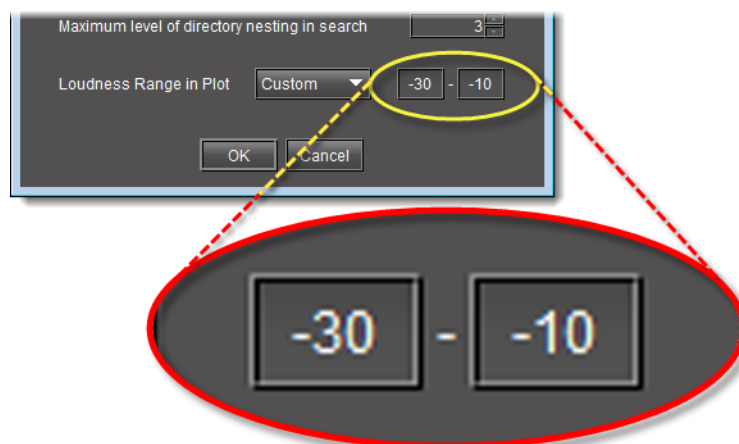 Maximum level of directory nesting in search 3
Loudness Range in Plot Custom -30 - -10
OK Cancel
-30 - -10